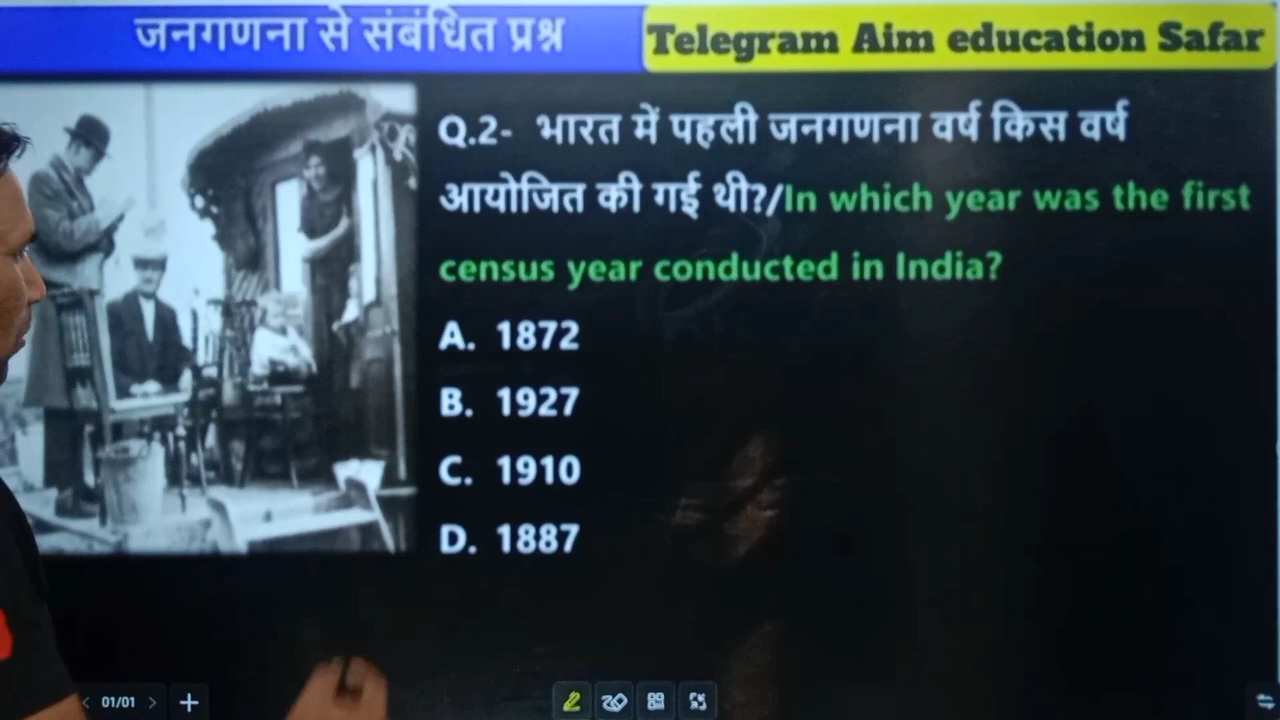 जनगणना से संबंधित प्रश्न
Telegram Aim education Safar
Q.2- भारत में पहली जनगणना वर्ष किस वर्ष
आयोजित की गई थी?/In which year was the first
census year conducted in India?
A. 1872
B. 1927
C. 1910
D. 1887
01/01